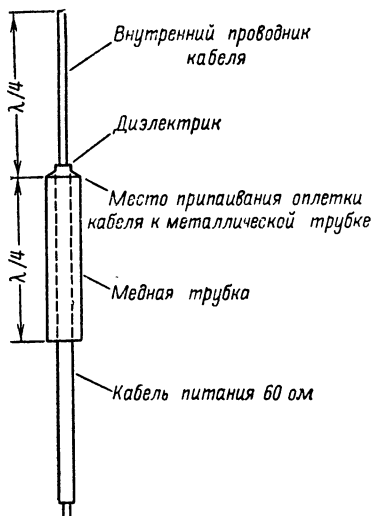 Внутренний проводник
кабеля
λ/4
Диэлектрик
Место припаивания оплетки
кабеля к металлической трубке
λ/4
Медная трубка
Кабель питания 60 ом